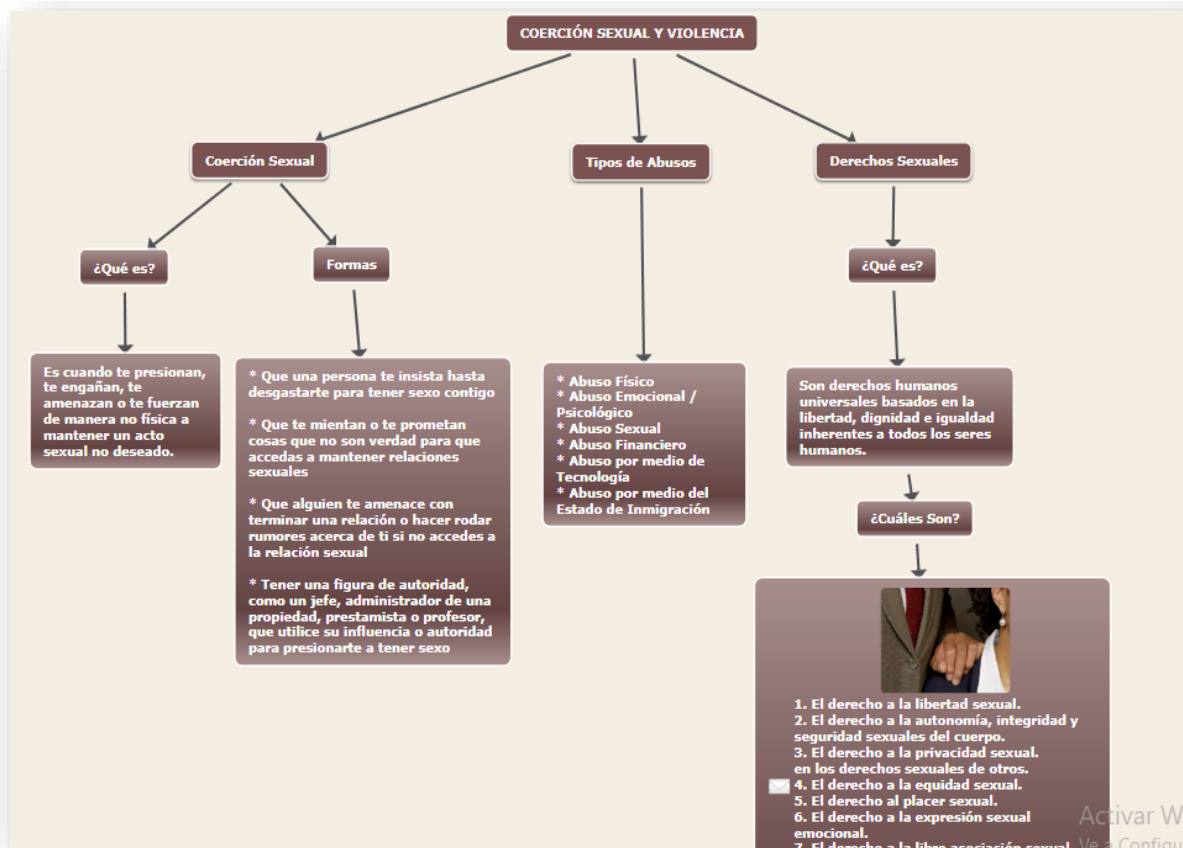 COERCIÓN SEXUAL Y VIOLENCIA
Coerción Sexual
Tipos de Abusos
Derechos Sexuales
¿Qué es?
Formas
¿Qué es?
Es cuando te presionan,
te engañan, te
amenazan o te fuerzan
de manera no física a
mantener un acto
sexual no deseado.
* Que una persona te insista hasta
desgastarte para tener sexo contigo
* Que te mientan o te prometan
cosas que no son verdad para que
accedas a mantener relaciones
sexuales
* Que alguien te amenace con
terminar una relación o hacer rodar
rumores acerca de ti si no accedes a
la relación sexual
* Tener una figura de autoridad,
como un jefe, administrador de una
propiedad, prestamista o profesor,
que utilice su influencia o autoridad
para presionarte a tener sexo
* Abuso Físico
* Abuso Emocional /
Psicológico
* Abuso Sexual
* Abuso Financiero
* Abuso por medio de
Tecnología
* Abuso por medio del
Estado de Inmigración
Son derechos humanos
universales basados en la
libertad, dignidad e igualdad
inherentes a todos los seres
humanos.
¿Cuáles Son?
1. El derecho a la libertad sexual.
2. El derecho a la autonomía, integridad y
seguridad sexuales del cuerpo.
3. El derecho a la privacidad sexual.
en los derechos sexuales de otros.
4. El derecho a la equidad sexual.
5. El derecho al placer sexual.
6. El derecho a la expresión sexual
emocional.
7. El derecho a la libre asociación sexual.
Activar W
Ve a Configu